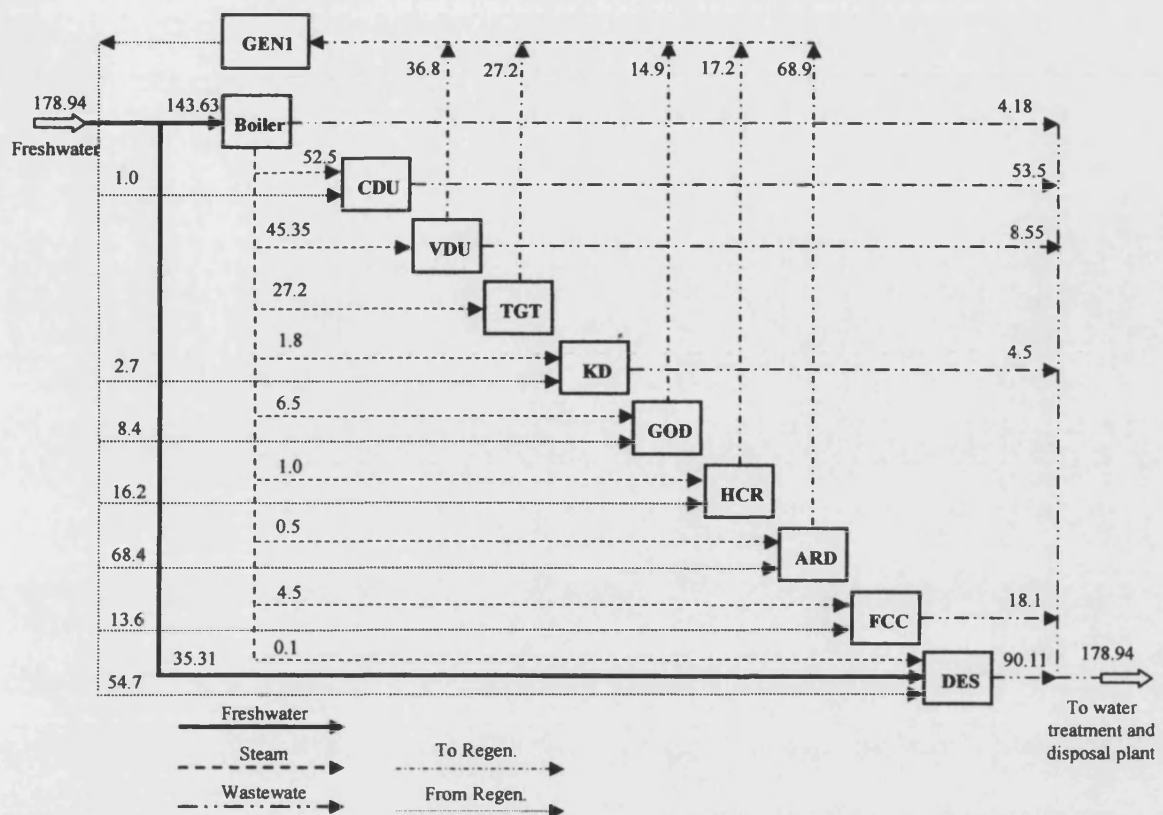 GEN1
36.8
27.2
14.9
17.2
68.9
178.94
143.63
Boiler
4.18
Freshwater
52.5
1.0
CDU
53.5
45.35
VDU
8.55
27.2
TGT
1.8
2.7
KD
4.5
6.5
8.4
GOD
1.0
16.2
HCR
0.5
68.4
ARD
4.5
13.6
FCC
18.1
0.1
35.31
54.7
DES
90.11
178.94
Freshwater
Steam
Wastewate
To Regen.
From Regen.
To water
treatment and
disposal plant